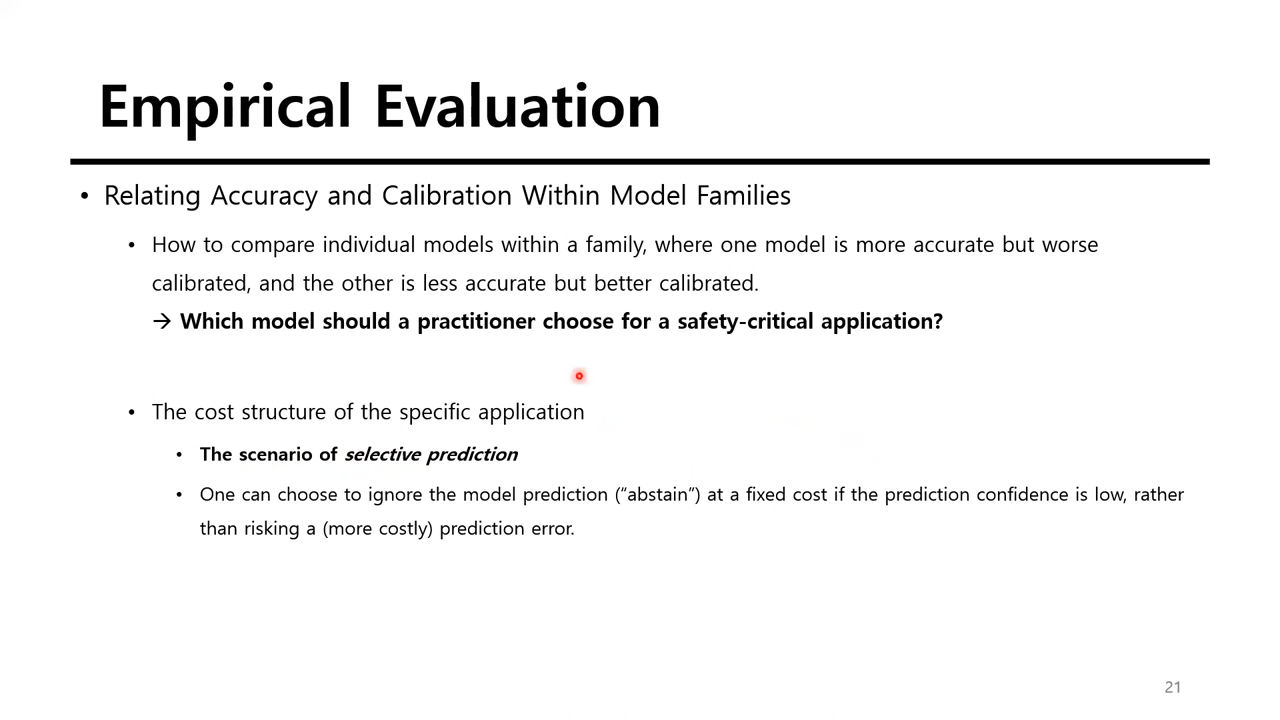 Empirical Evaluation
• Relating Accuracy and Calibration Within Model Families
• How to compare individual models within a family, where one model is more accurate but worse
calibrated, and the other is less accurate but better calibrated.
→ Which model should a practitioner choose for a safety-critical application?
• The cost structure of the specific application
• The scenario of selective prediction
• One can choose to ignore the model prediction (“abstain”) at a fixed cost if the prediction confidence is low, rather
than risking a (more costly) prediction error.
21